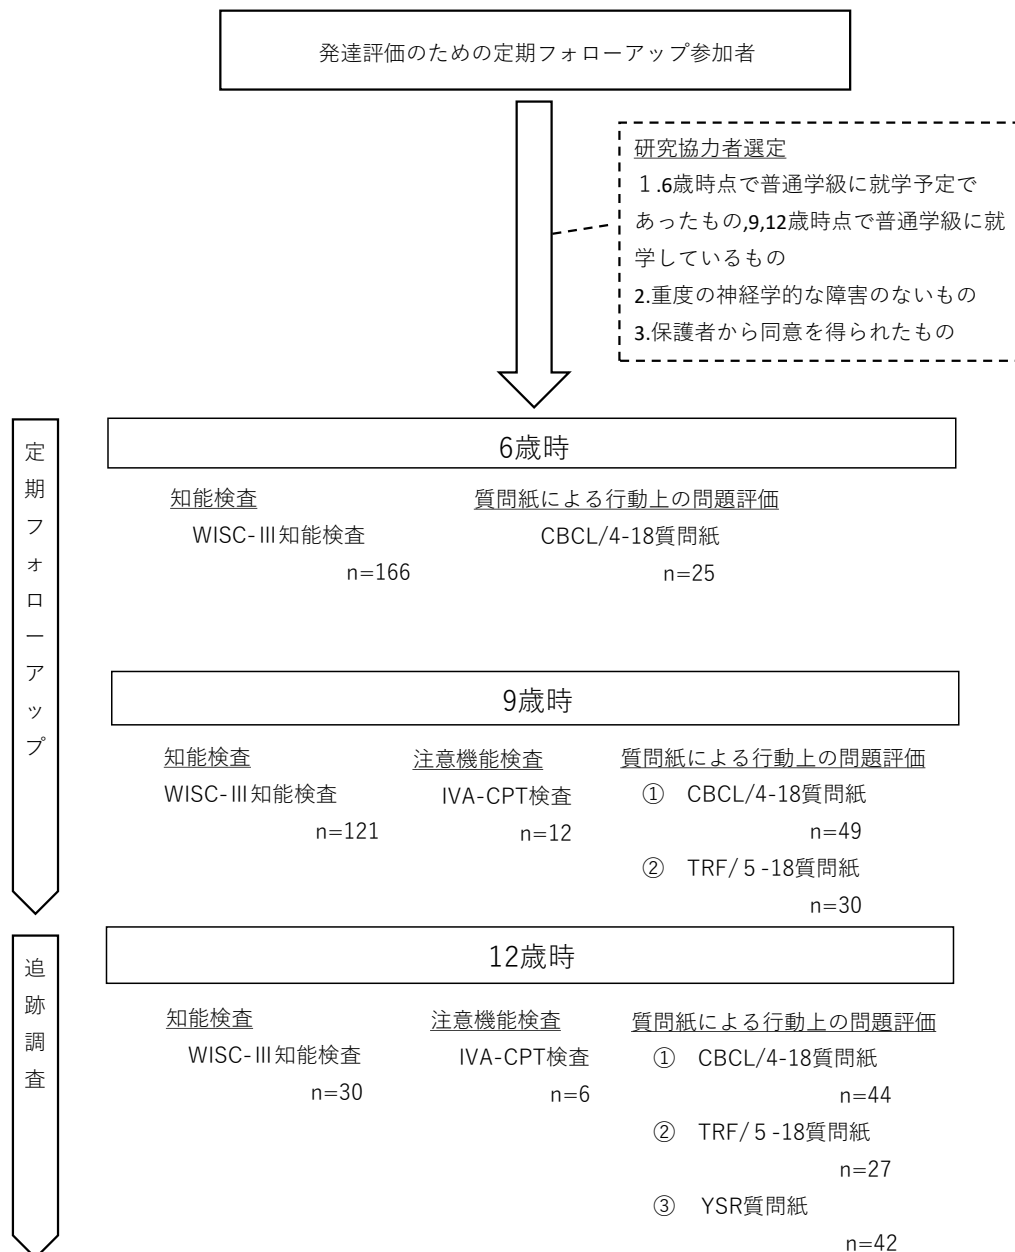 発達評価のための定期フォローアップ参加者
研究協力者選定
１.6歳時点で普通学級に就学予定で
あったもの,9,12歳時点で普通学級に就
学しているもの
2.重度の神経学的な障害のないもの
3.保護者から同意を得られたもの
定期フォローアップ
6歳時
知能検査
WISC-Ⅲ知能検査
n=166
質問紙による行動上の問題評価
CBCL/4-18質問紙
n=25
9歳時
知能検査
WISC-Ⅲ知能検査
n=121
注意機能検査
IVA-CPT検査
n=12
質問紙による行動上の問題評価
① CBCL/4-18質問紙
n=49
② TRF/５-18質問紙
n=30
追跡調査
12歳時
知能検査
WISC-Ⅲ知能検査
n=30
注意機能検査
IVA-CPT検査
n=6
質問紙による行動上の問題評価
① CBCL/4-18質問紙
n=44
② TRF/５-18質問紙
n=27
③ YSR質問紙
n=42